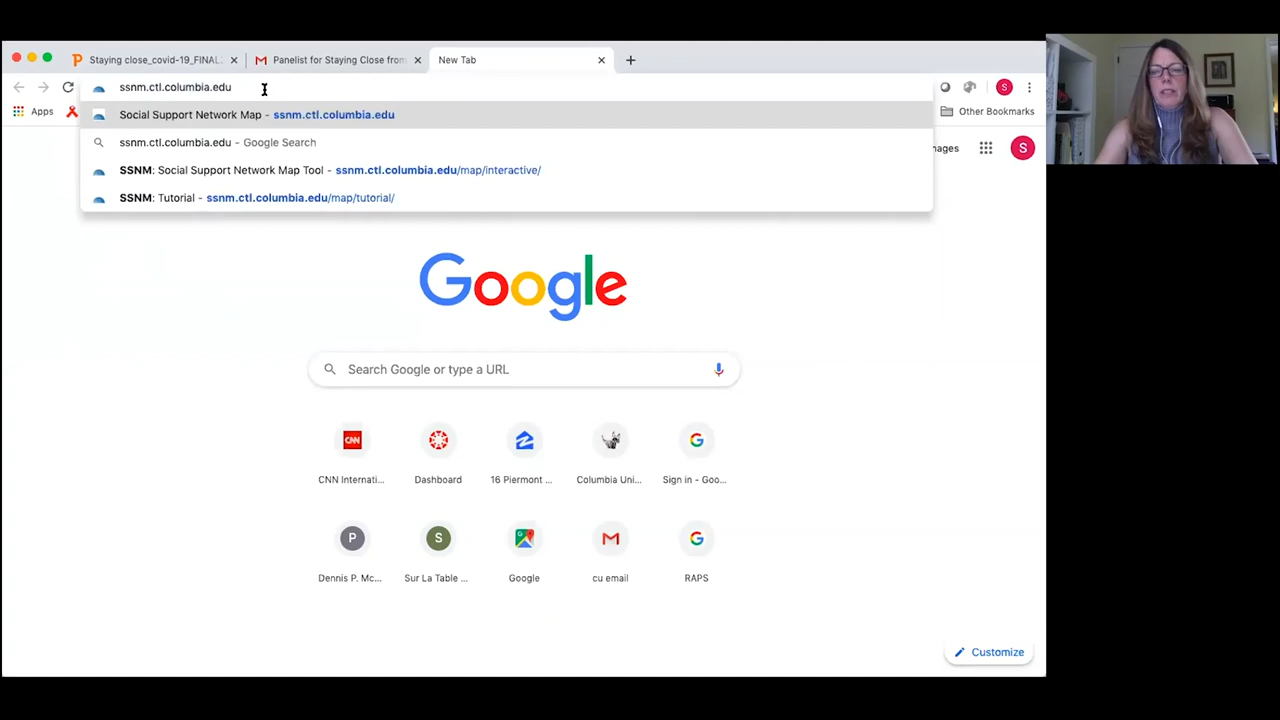 Staying close_covid-19_FINAL
Panelist for Staying Close from
New Tab
ssnm.ctl.columbia.edu
S
Apps
Other Bookmarks
Social Support Network Map - ssnm.ctl.columbia.edu
ssnm.ctl.columbia.edu - Google Search
SSNM: Social Support Network Map Tool - ssnm.ctl.columbia.edu/map/interactive/
SSNM: Tutorial - ssnm.ctl.columbia.edu/map/tutorial/
mages
S
Google
Search Google or type a URL
CNN
CNN Internati...
Dashboard
16 Piermont ...
Columbia Uni...
Sign in - Goo...
P
S
Dennis P. Mc...
Sur La Table ...
Google
cu email
RAPS
Customize